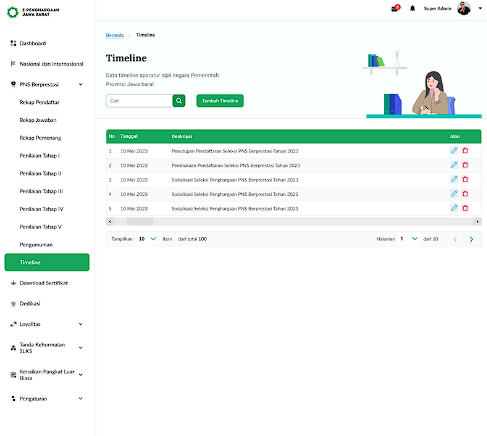 E-PENGHARGAAN
JAWA BARAT
Super Admin
Dashboard
Nasional dan Internasional
PNS Berprestasi
Rekap Pendaftar
Rekap Jawaban
Rekap Pemenang
Penilaian Tahap I
Penilaian Tahap II
Penilaian Tahap III
Penilaian Tahap IV
Penilaian Tahap V
Pengumuman
Timeline
Download Sertifikat
Dedikasi
Loyalitas
Tanda Kehormatan
SLKS
Kenaikan Pangkat Luar
Biasa
Pengaturan
Beranda > Timeline
Timeline
Data timeline aparatur sipil negara Pemerintah
Provinsi Jawa barat
Cari
Tambah Timeline
No Tanggal Deskripsi Aksi
1 10 Mei 2023 Penutupan Pendaftaran Seleksi PNS Berprestasi Tahun 2023
2 10 Mei 2023 Pembukaan Pendaftaran Seleksi PNS Berprestasi Tahun 2023
3 10 Mei 2023 Sosialisasi Seleksi Penghargaan PNS Berprestasi Tahun 2023
4 10 Mei 2023 Sosialisasi Seleksi Penghargaan PNS Berprestasi Tahun 2023
5 10 Mei 2023 Sosialisasi Seleksi Penghargaan PNS Berprestasi Tahun 2023
Tampilkan 10 Item dari total 100
Halaman 1 dari 10